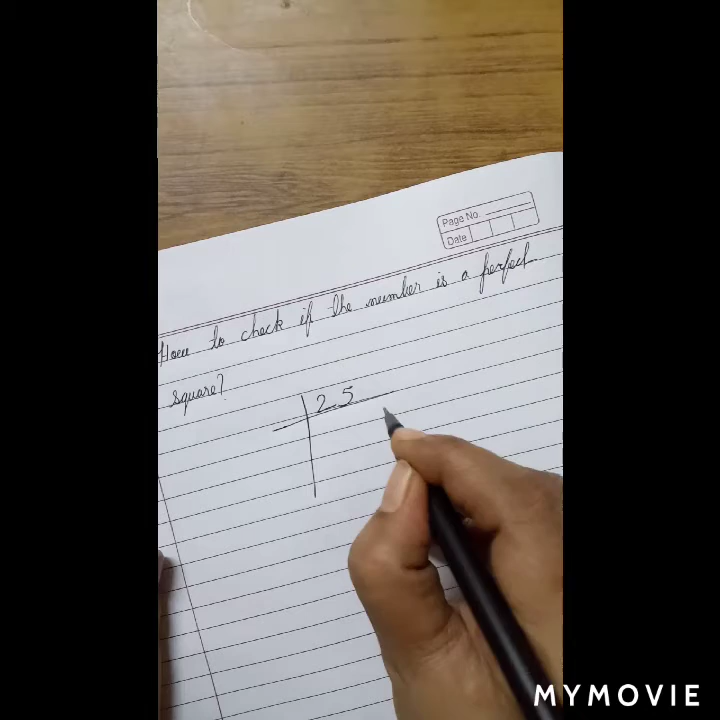 Page No.
Date
How to check if the number is a perfect
square?
25
MYMOVIE